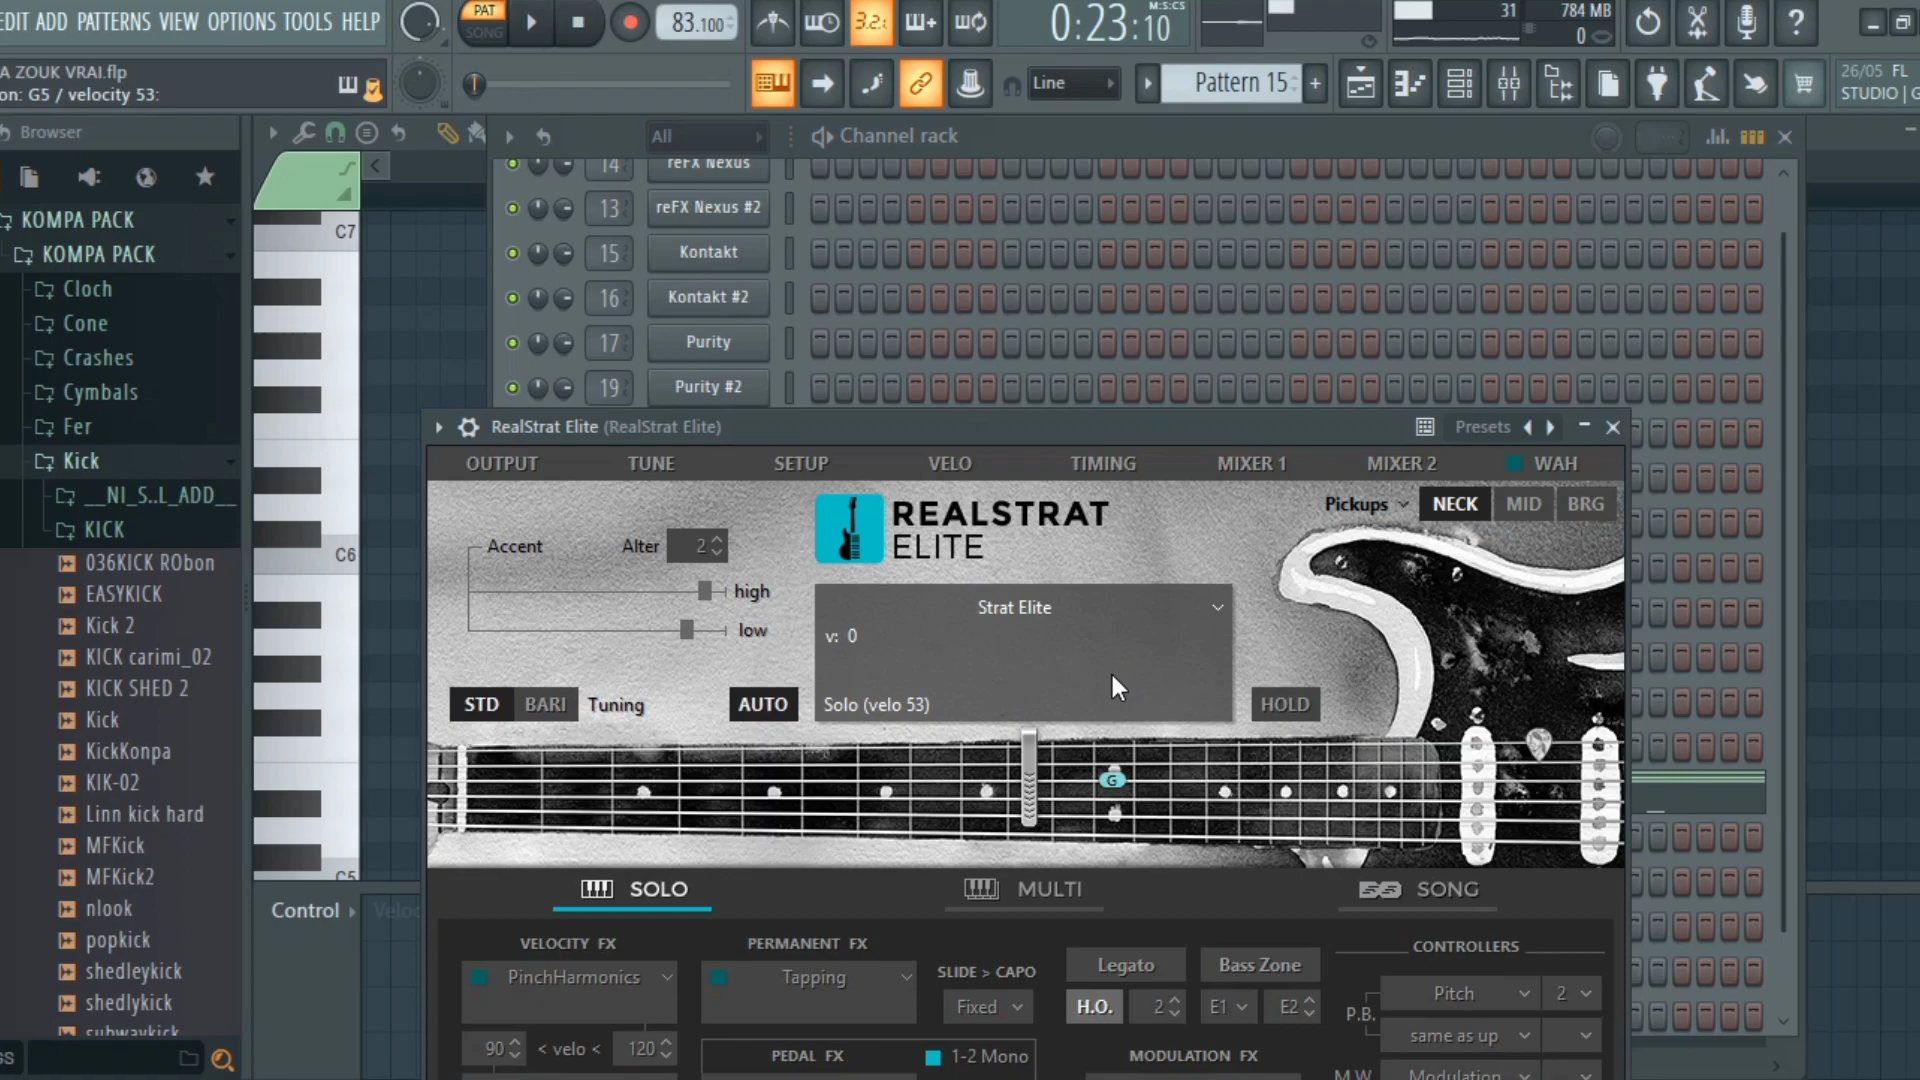 EDIT ADD PATTERNS VIEW OPTIONS TOOLS HELP
PAT
SONG
83.100
3.2.
0:23:10
M:S:CS
31
784 MB
0
A ZOUK VRAI.flp
on: G5 / velocity 53:
Line
Pattern 15
26/05 FL
STUDIO | G
Browser
All
Channel rack
KOMPA PACK
KOMPA PACK
Cloch
Cone
Crashes
Cymbals
Fer
Kick
__NI_S..L_ADD__
KICK
036KICK RObon
EASYKICK
Kick 2
KICK carimi_02
KICK SHED 2
Kick
KickKonpa
KIK-02
Linn kick hard
MFKick
MFKick2
nlook
popkick
shedleykick
shedlykick
subwaykick
GS
C7
C6
C5
Control
14 reFX Nexus
13 reFX Nexus #2
15 Kontakt
16 Kontakt #2
17 Purity
19 Purity #2
RealStrat Elite (RealStrat Elite)
Presets
OUTPUT TUNE SETUP VELO TIMING MIXER 1 MIXER 2 WAH
Accent
Alter 2
high
low
REALSTRAT
ELITE
Pickups NECK MID BRG
Strat Elite
v: 0
Solo (velo 53)
STD BARI Tuning
AUTO
HOLD
G
SOLO MULTI SONG
VELOCITY FX
PinchHarmonics
90 < velo < 120
PERMANENT FX
Tapping
PEDAL FX
1-2 Mono
SLIDE > CAPO
Fixed
Legato
H.O. 2
Bass Zone
E1 E2
MODULATION FX
CONTROLLERS
P.B.
Pitch 2
same as up
M.W.
Modulation